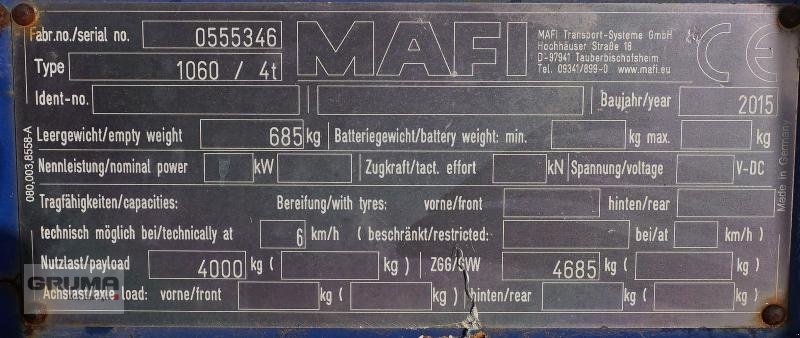 Fabr.no./serial no. 0555346 MAFI MAFI Transport-Systeme GmbH
Hochhäuser Straße 18
D-97941 Tauberbischofsheim
Tel. 09341/899-0 www.mafi.eu
CE
Type 1060 / 4t
Ident-no. Baujahr/year 2015
Leergewicht/empty weight 685 kg Batteriegewicht/battery weight: min. kg max. kg
Nennleistung/nominal power kW Zugkraft/tact. effort kN Spannung/voltage V-DC
Tragfähigkeiten/capacities: Bereifung/with tyres: vorne/front hinten/rear
technisch möglich bei/technically at 6 km/h ( beschränkt/restricted: bei/at km/h )
Nutzlast/payload 4000 kg ( kg ) ZGG/GVW 4685 kg ( kg )
Achslast/axle load: vorne/front kg ( kg ) hinten/rear kg ( kg )
080.003.8558-A
Made in Germany
GRUMA